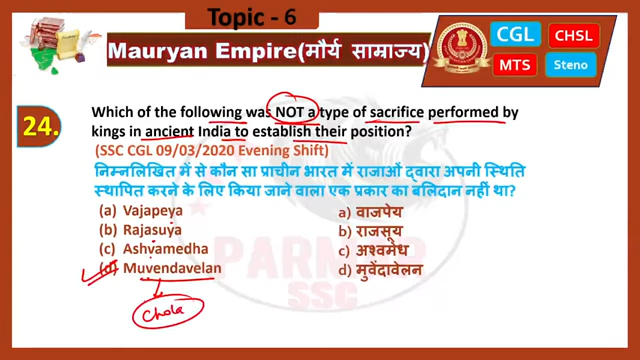 Topic - 6
Mauryan Empire(मौर्य साम्राज्य)
CGL
CHSL
MTS
Steno
24.
Which of the following was NOT a type of sacrifice performed by
kings in ancient India to establish their position?
(SSC CGL 09/03/2020 Evening Shift)
निम्नलिखित में से कौन सा प्राचीन भारत में राजाओं द्वारा अपनी स्थिति
स्थापित करने के लिए किया जाने वाला एक प्रकार का बलिदान नहीं था?
(a) Vajapeya
(b) Rajasuya
(c) Ashvamedha
(d) Muvendavelan
a) वाजपेय
b) राजसूय
c) अश्वमेध
d) मुवेंदावेलन
Chola
PARMAR
SSC